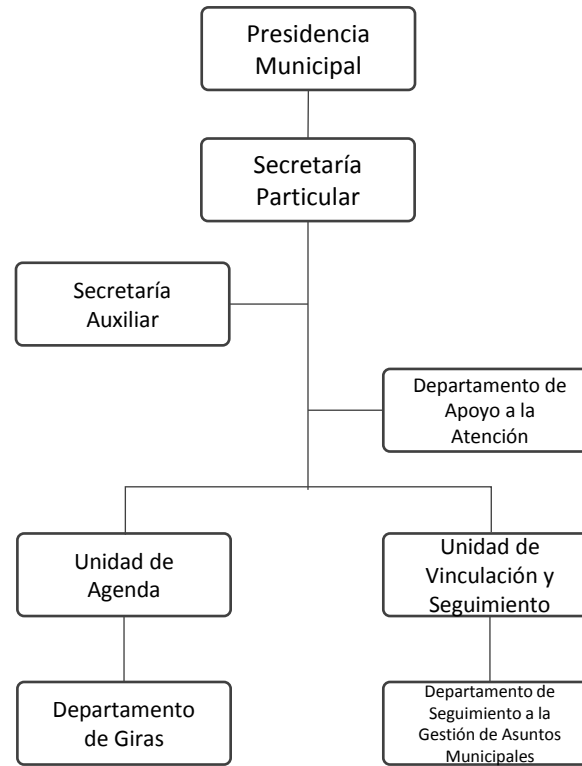 Presidencia
Municipal
Secretaría
Particular
Secretaría
Auxiliar
Departamento de
Apoyo a la
Atención
Unidad de
Agenda
Unidad de
Vinculación y
Seguimiento
Departamento
de Giras
Departamento de
Seguimiento a la
Gestión de Asuntos
Municipales